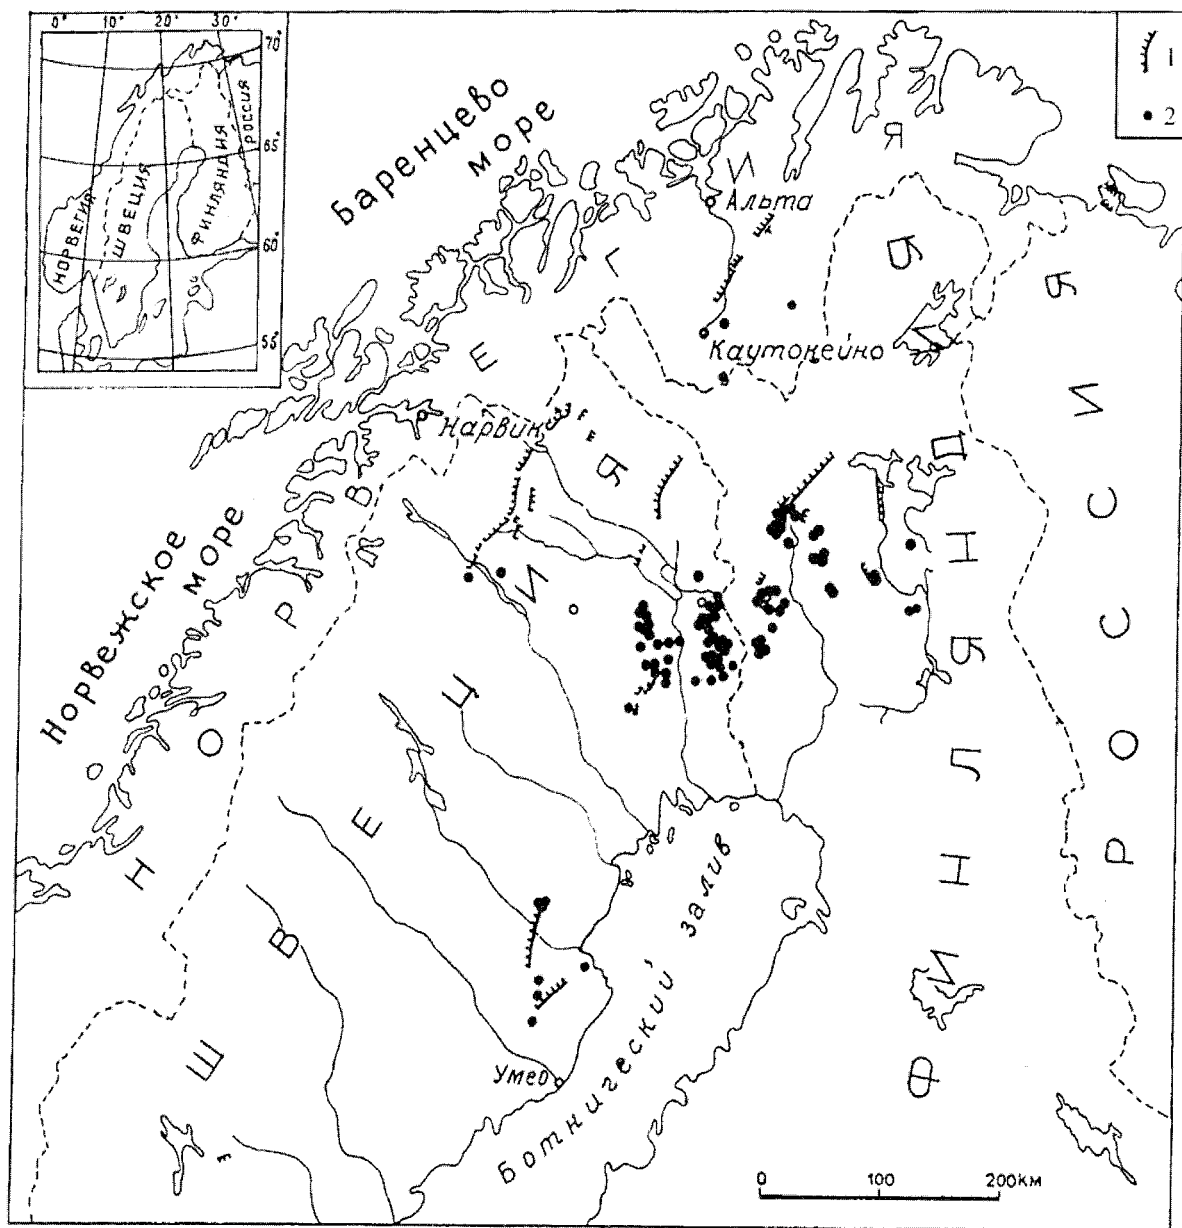 0° 10° 20° 30°
70°
65°
60°
55°
НОРВЕГИЯ
ШВЕЦИЯ
ФИНЛЯНДИЯ
РОССИЯ
1
2
Баренцево
море
Норвежское
море
НОРВЕГИЯ
ШВЕЦИЯ
ФИНЛЯНДИЯ
РОССИЯ
Альта
Каутокейно
Нарвик
Умео
Ботнический залив
0 100 200км